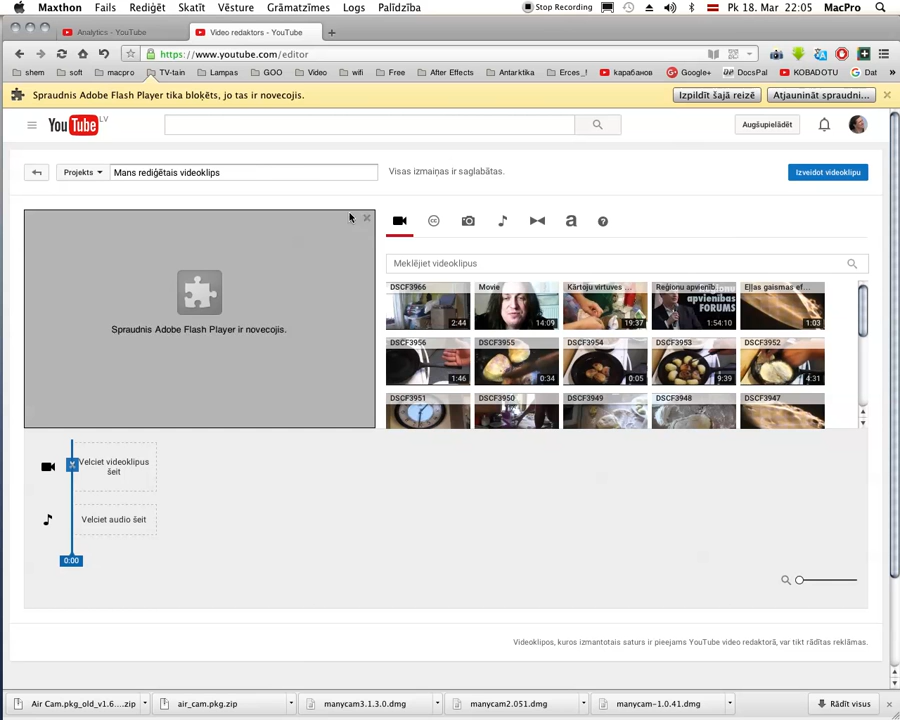 Maxthon Fails Rediģēt Skatīt Vēsture Grāmatzīmes Logs Palīdzība Stop Recording Pk 18. Mar 22:05 MacPro
Analytics - YouTube Video redaktors - YouTube
https://www.youtube.com/editor
shem soft macpro TV-tain Lampas GOO Video wifi Free After Effects Antarktika Erces_! карабанов Google+ DocsPal KOBADOTU Dat
Spraudnis Adobe Flash Player tika bloķēts, jo tas ir novecojis. Izpildīt šajā reizē Atjaunināt spraudni...
YouTube LV Augšupielādēt
Projekts Mans rediģētais videoklips Visas izmaiņas ir saglabātas. Izveidot videoklipu
cc a ?
Meklējiet videoklipus
DSCF3966 Movie Kārtoju virtuves ... Reģionu apvienīb... Eļļas gaismas ef...
APVIENĪBAS
FORUMS
2:44 14:09 19:37 1:54:10 1:03
DSCF3956 DSCF3955 DSCF3954 DSCF3953 DSCF3952
1:46 0:34 0:05 9:39 4:31
DSCF3951 DSCF3950 DSCF3949 DSCF3948 DSCF3947
Spraudnis Adobe Flash Player ir novecojis.
Velciet videoklipus
šeit
Velciet audio šeit
0:00
Videoklipos, kuros izmantotais saturs ir pieejams YouTube video redaktorā, var tikt rādītas reklāmas.
Air Cam.pkg_old_v1.6....zip air_cam.pkg.zip manycam3.1.3.0.dmg manycam2.051.dmg manycam-1.0.41.dmg Rādīt visus